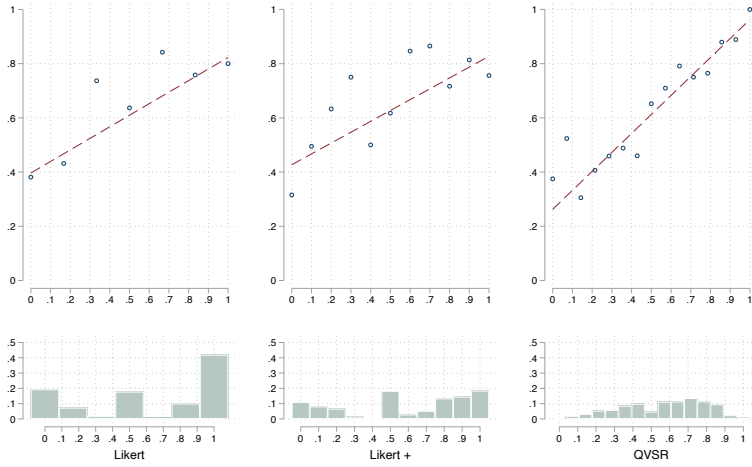 1 1 1
.8 .8 .8
.6 .6 .6
.4 .4 .4
.2 .2 .2
0 0 0
0 .1 .2 .3 .4 .5 .6 .7 .8 .9 1 0 .1 .2 .3 .4 .5 .6 .7 .8 .9 1 0 .1 .2 .3 .4 .5 .6 .7 .8 .9 1
.5 .5 .5
.4 .4 .4
.3 .3 .3
.2 .2 .2
.1 .1 .1
0 0 0
0 .1 .2 .3 .4 .5 .6 .7 .8 .9 1 0 .1 .2 .3 .4 .5 .6 .7 .8 .9 1 0 .1 .2 .3 .4 .5 .6 .7 .8 .9 1
Likert Likert + QVSR